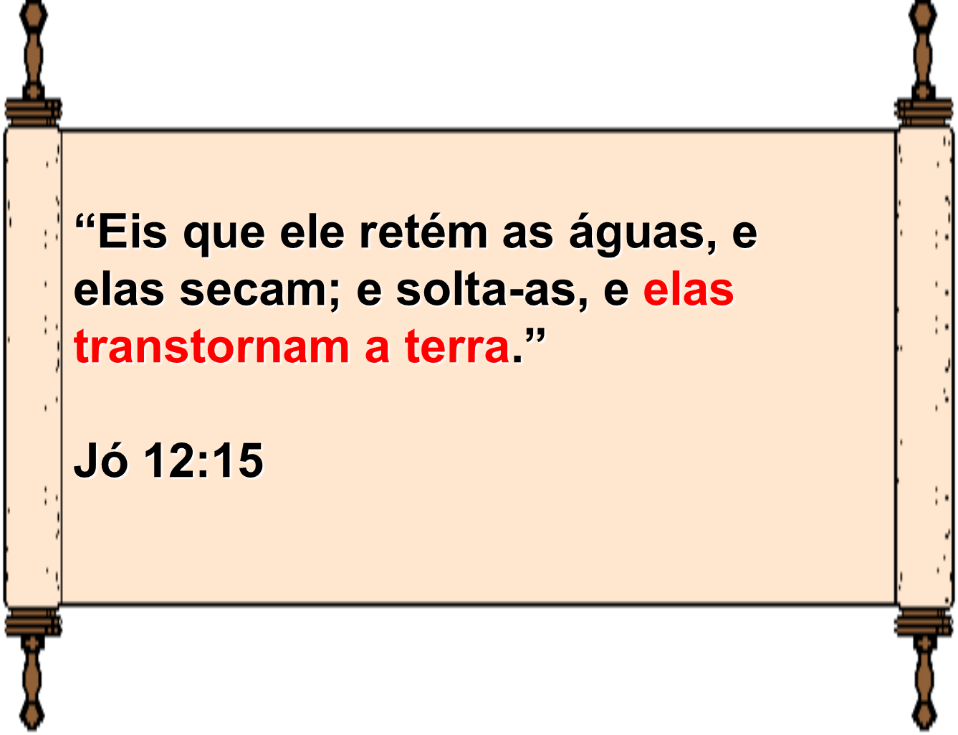 “Eis que ele retém as águas, e
elas secam; e solta-as, e elas
transtornam a terra.”
Jó 12:15